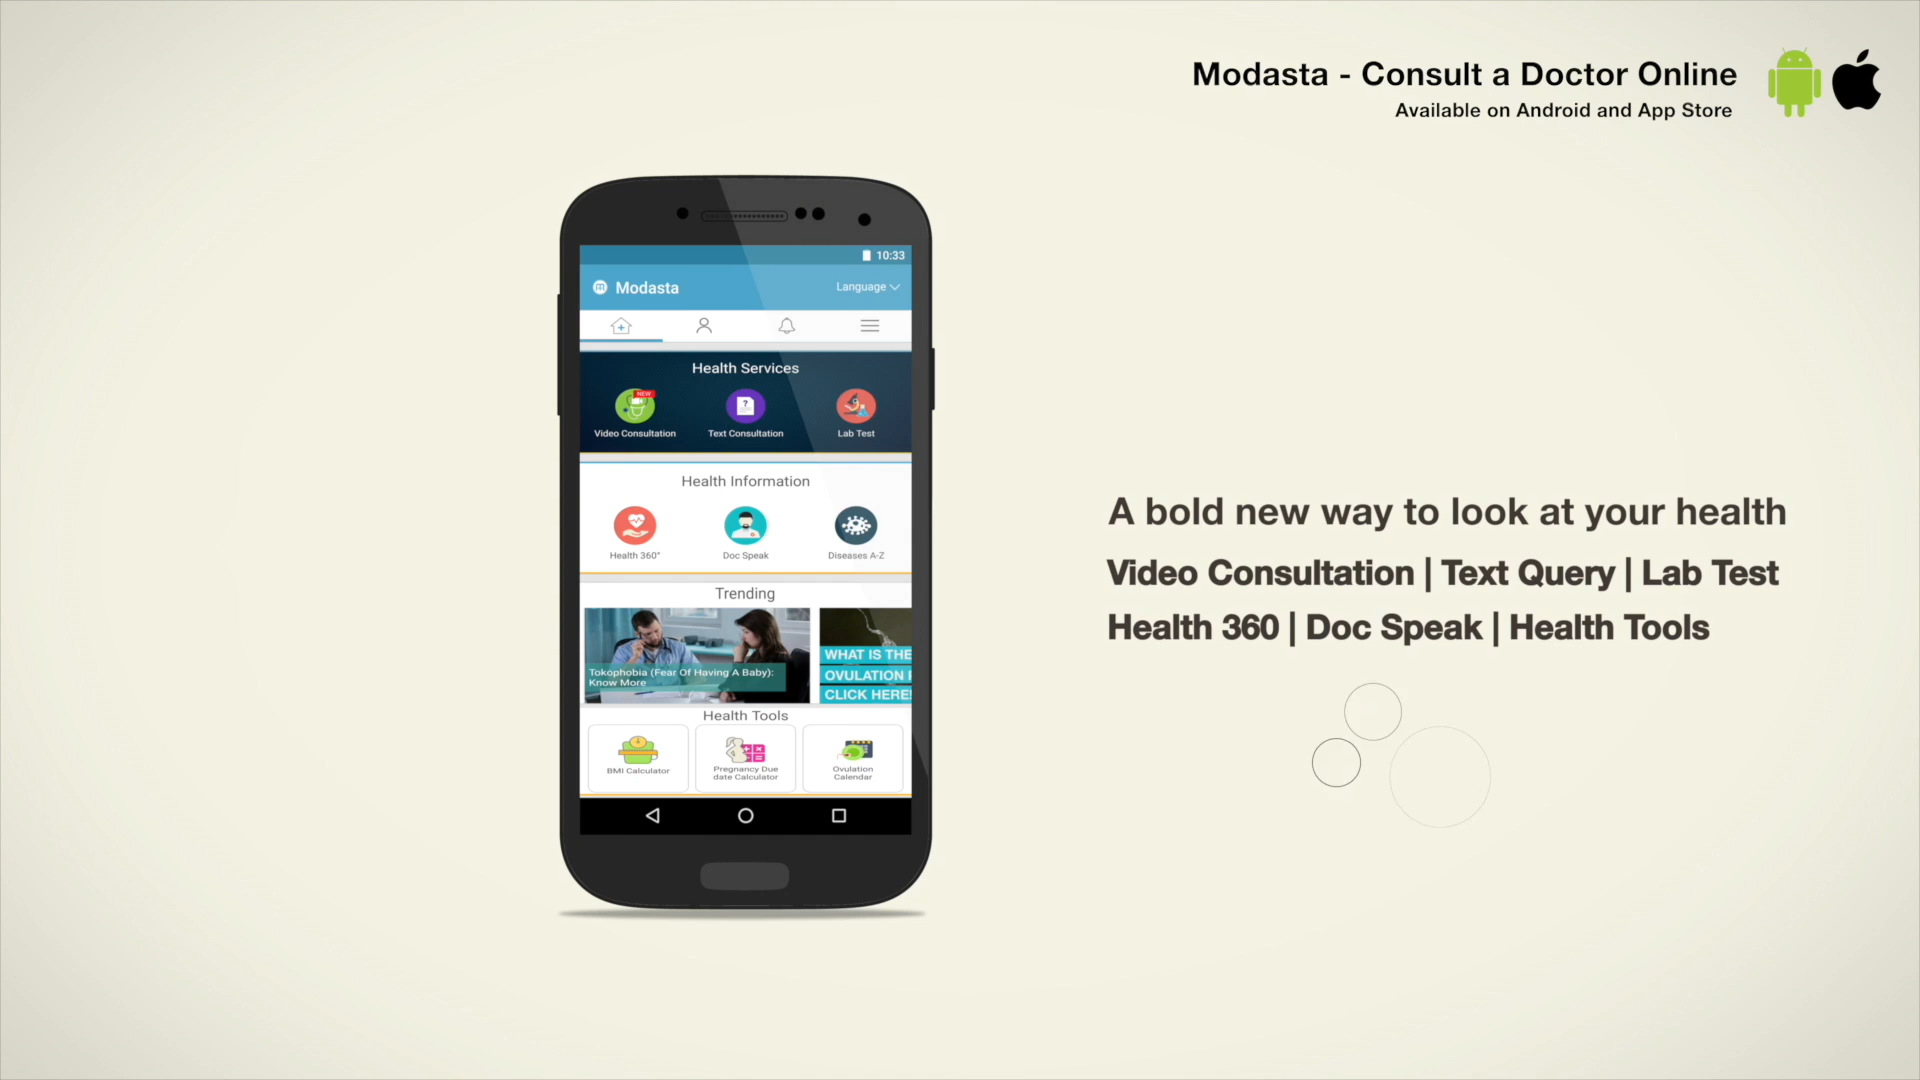 Modasta - Consult a Doctor Online
Available on Android and App Store
10:33
m Modasta
Language
Health Services
NEW
Video Consultation
Text Consultation
Lab Test
Health Information
Health 360°
Doc Speak
Diseases A-Z
Trending
Tokophobia (Fear Of Having A Baby):
Know More
WHAT IS THE
OVULATION
CLICK HERE!
Health Tools
BMI Calculator
Pregnancy Due
date Calculator
Ovulation
Calendar
A bold new way to look at your health
Video Consultation | Text Query | Lab Test
Health 360 | Doc Speak | Health Tools